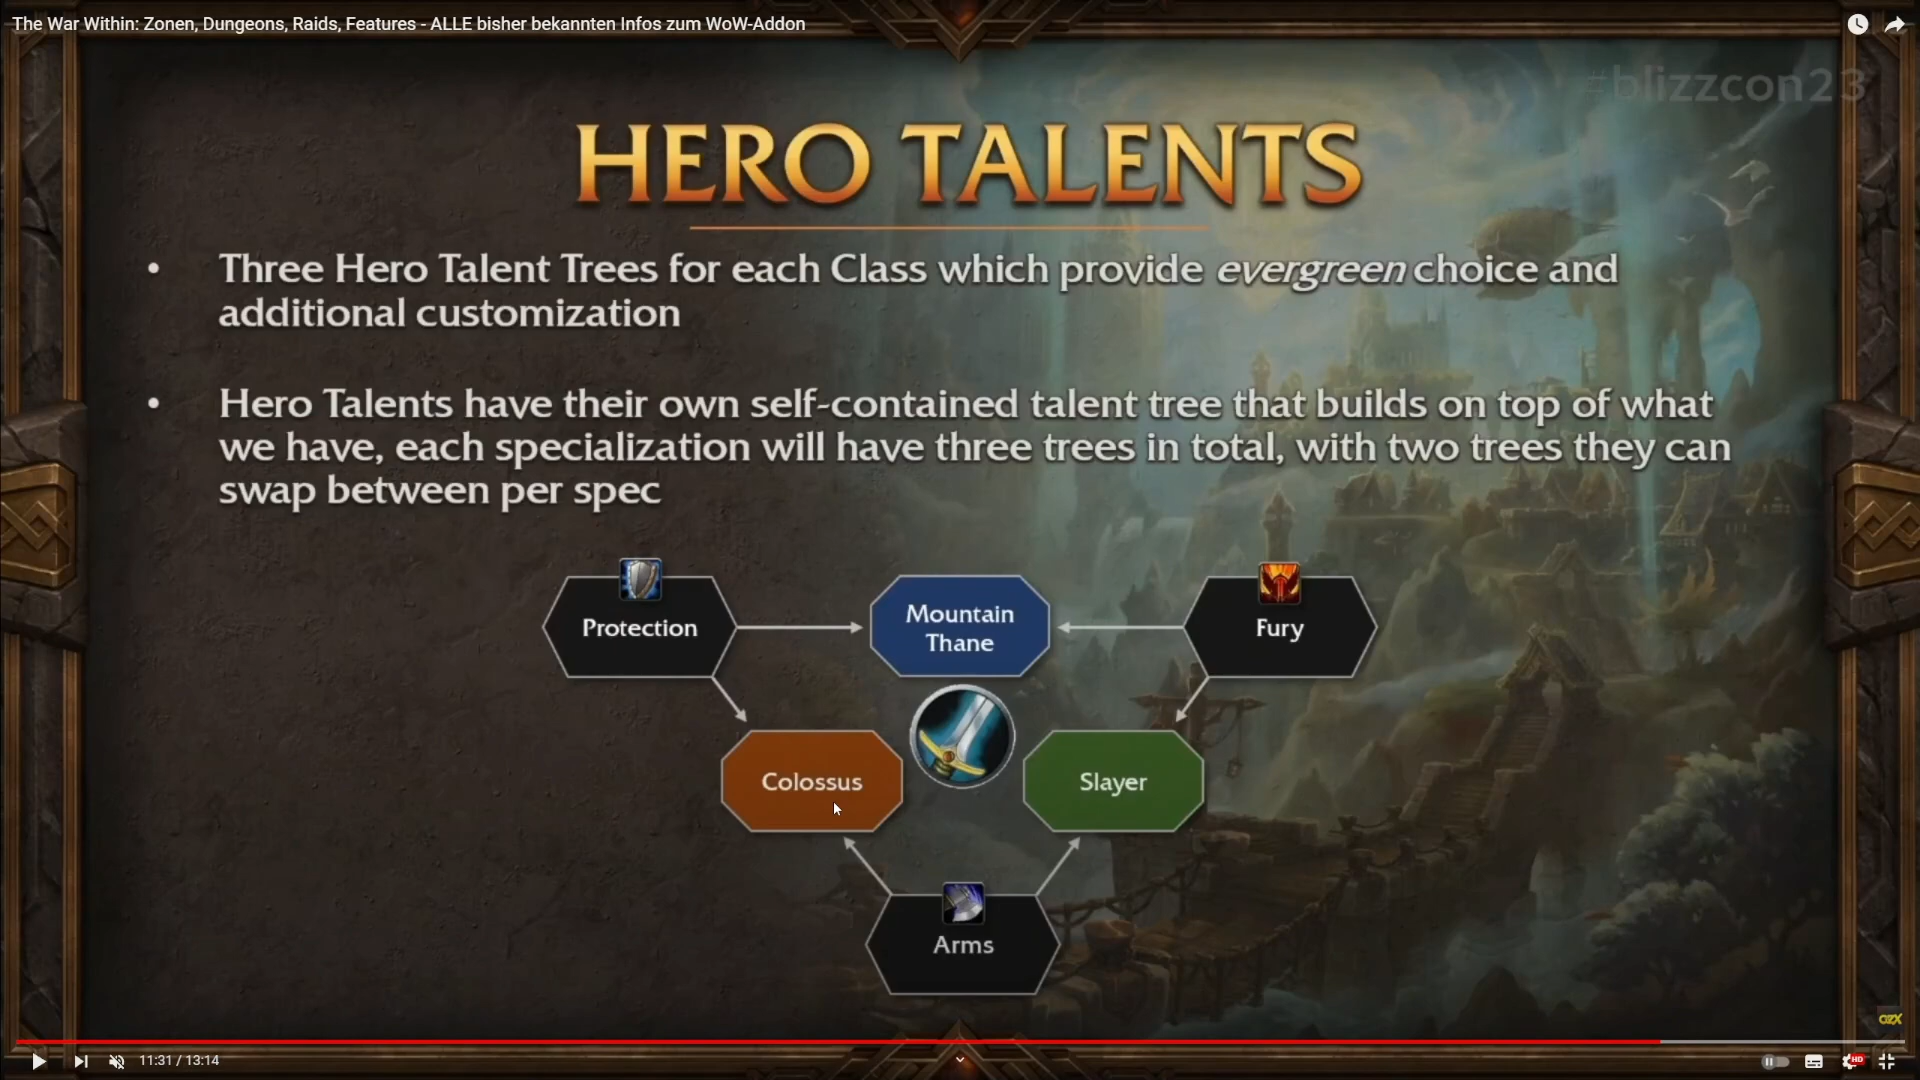 The War Within: Zonen, Dungeons, Raids, Features - ALLE bisher bekannten Infos zum WoW-Addon
#blizzcon23
HERO TALENTS
• Three Hero Talent Trees for each Class which provide evergreen choice and
additional customization
• Hero Talents have their own self-contained talent tree that builds on top of what
we have, each specialization will have three trees in total, with two trees they can
swap between per spec
Protection
Mountain
Thane
Fury
Colossus
Slayer
Arms
11:31 / 13:14
HD